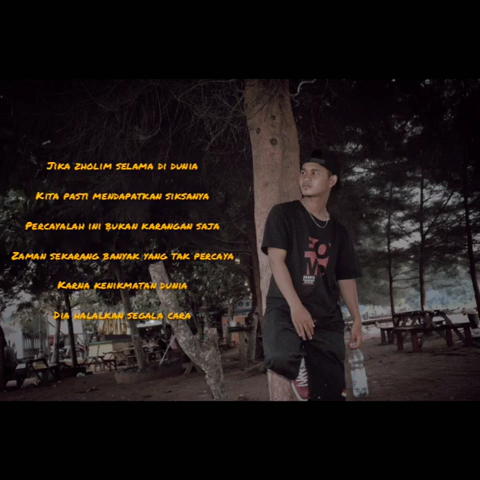 Jika zholim selama di dunia
Kita pasti mendapatkan siksanya
Percayalah ini bukan karangan saja
Zaman sekarang banyak yang tak percaya
Karna kenikmatan dunia
Dia halalkan segala cara